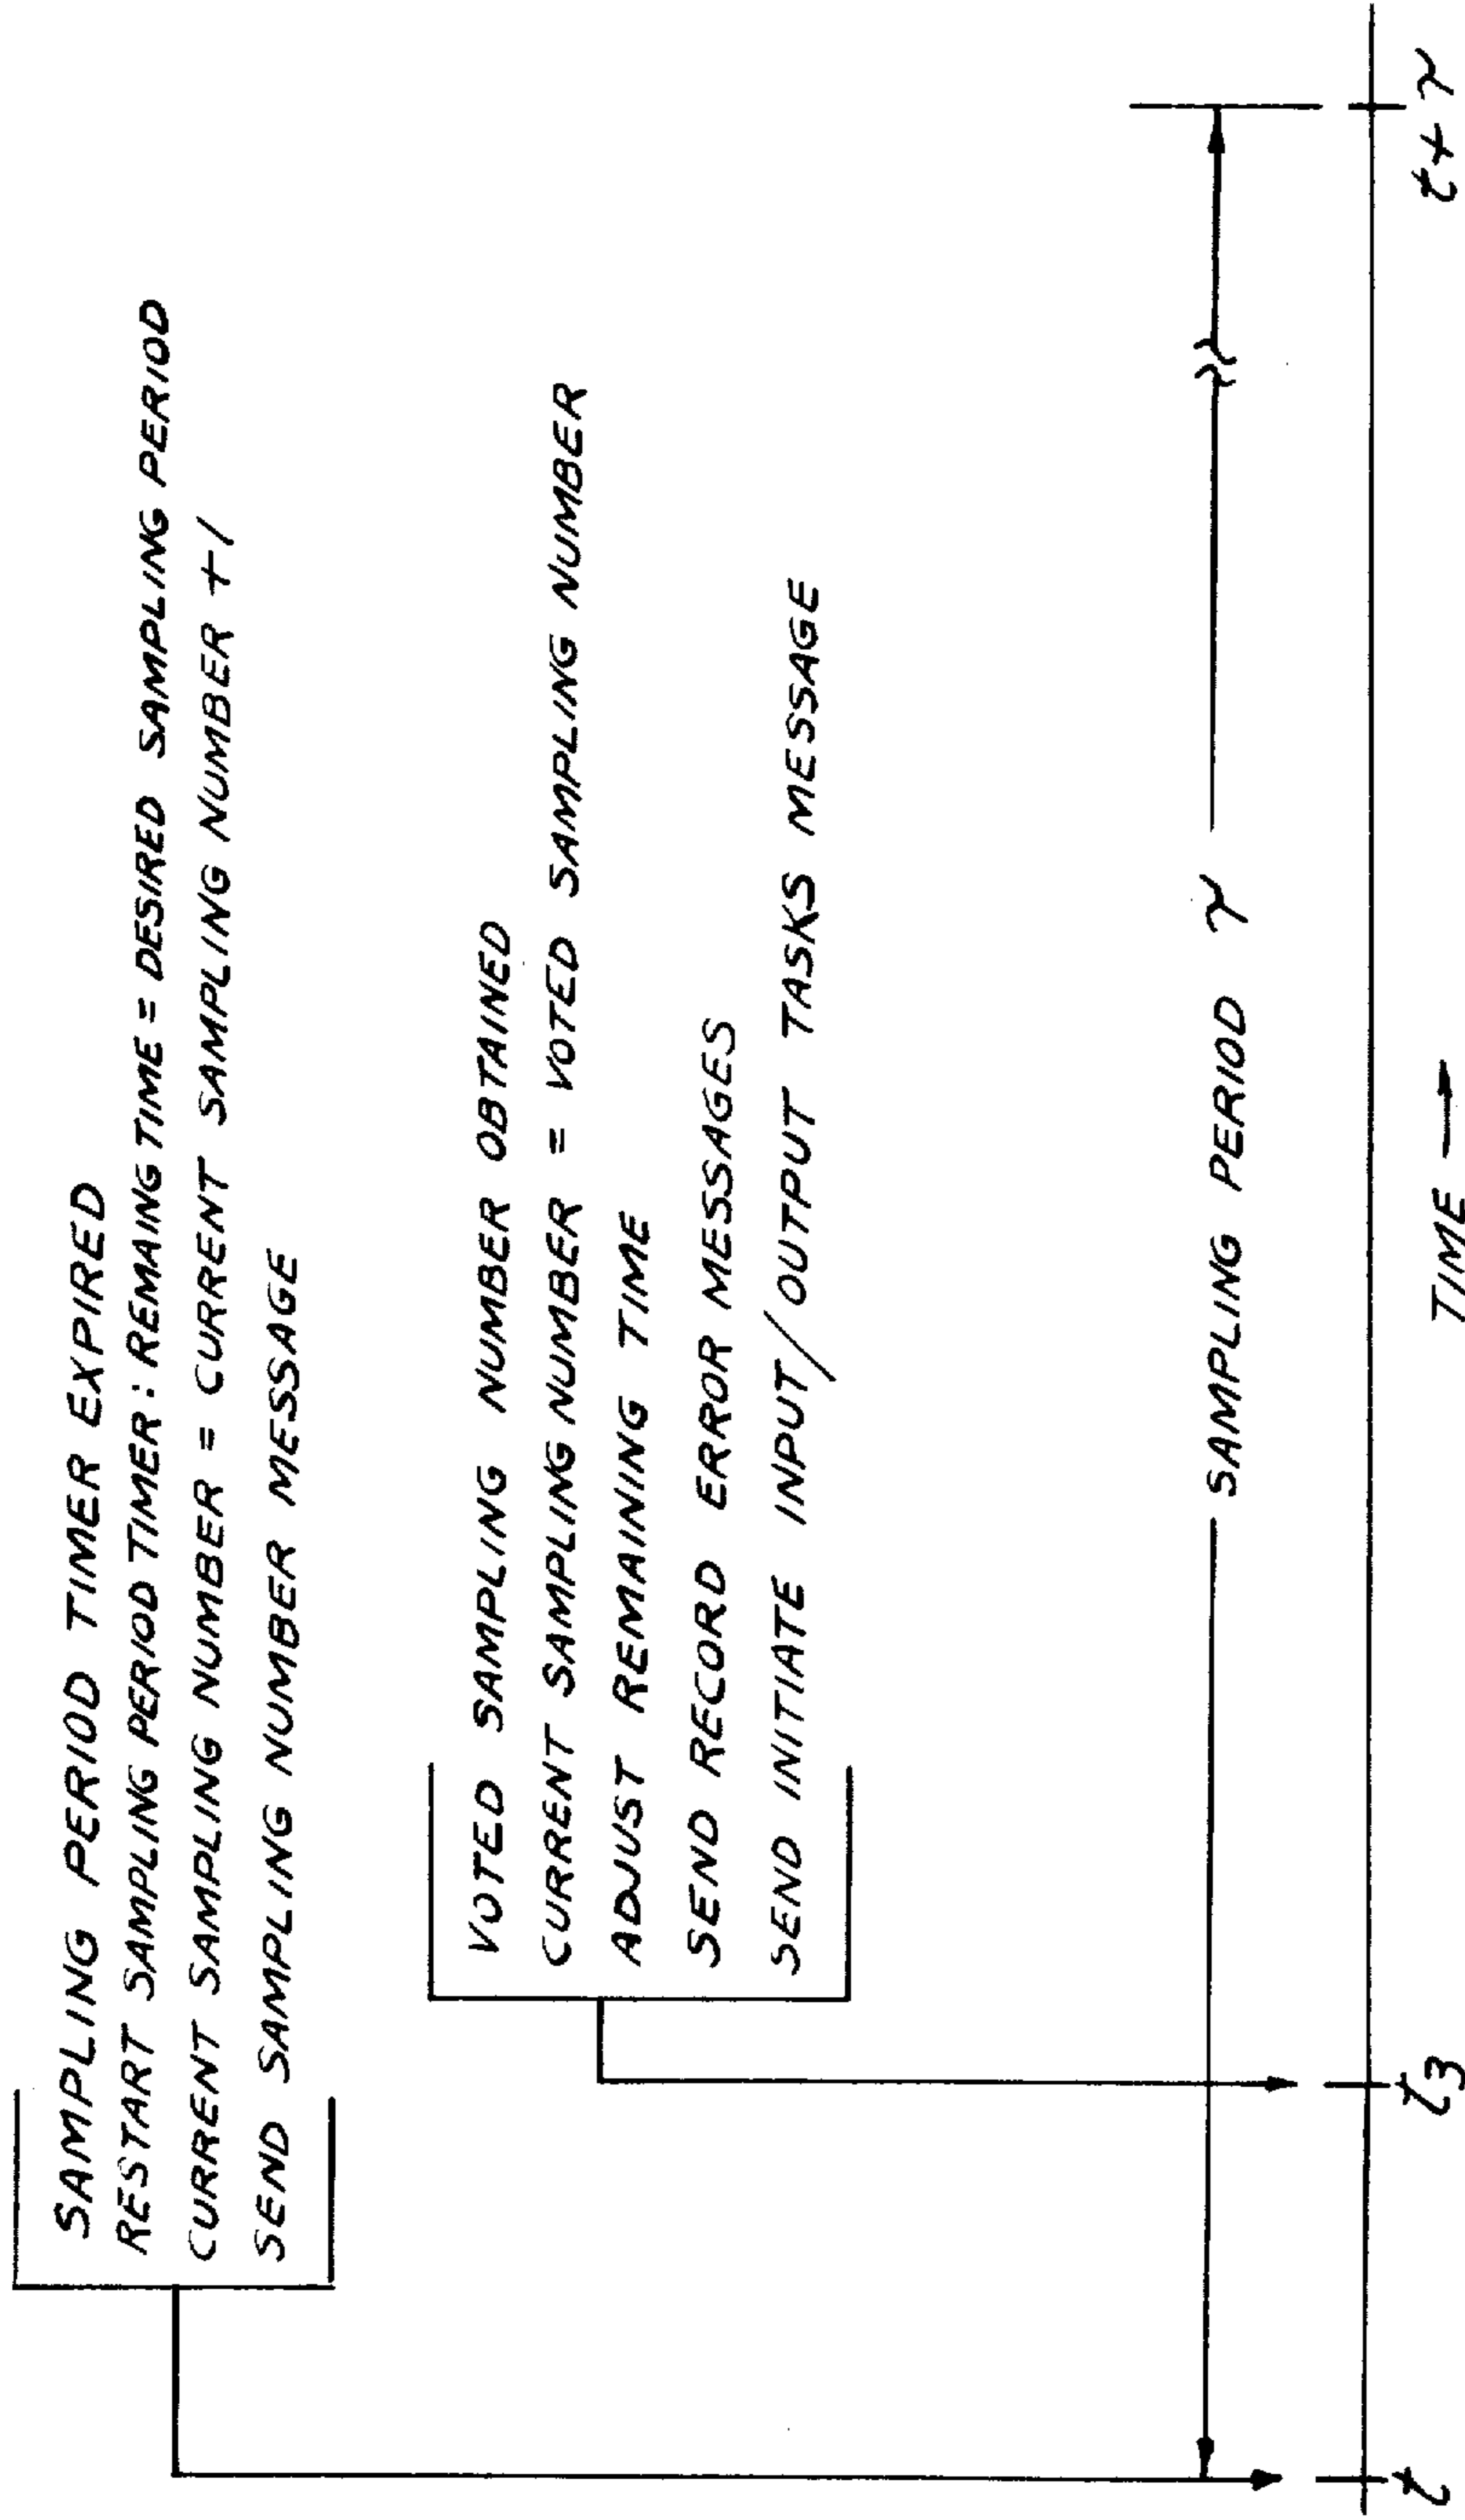 SAMPLING PERIOD TIMER EXPIRED
RESTART SAMPLING PERIOD TIMER: REMAING TIME = DESIRED SAMPLING PERIOD
CURRENT SAMPLING NUMBER = CURRENT SAMPLING NUMBER +1
SEND SAMPLING NUMBER MESSAGE
VOTED SAMPLING NUMBER OBTAINED
CURRENT SAMPLING NUMBER = VOTED SAMPLING NUMBER
ADJUST REMAINING TIME
SEND RECORD ERROR MESSAGES
SEND INITIATE INPUT/OUTPUT TASKS MESSAGE
SAMPLING PERIOD τ
t t3 t+τ
TIME →